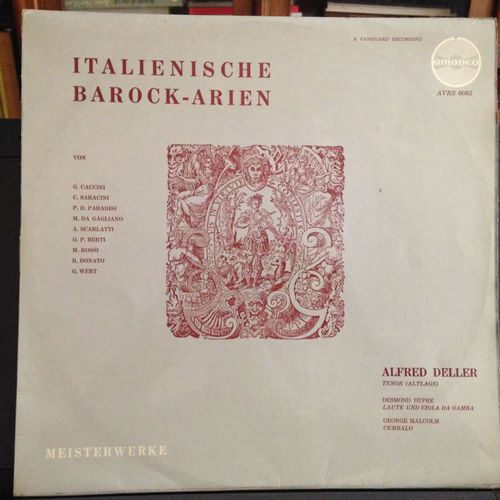 A VANGUARD RECORDING
amadeo
AVRS 6085
ITALIENISCHE
BAROCK-ARIEN
VON
G. CACCINI
C. SARACINI
P. D. PARADISI
M. DA GAGLIANO
A. SCARLATTI
G. P. BERTI
M. ROSSI
B. DONATO
G. WERT
ALFRED DELLER
TENOR (ALTLAGE)
DESMOND DUPRE
LAUTE UND VIOLA DA GAMBA
GEORGE MALCOLM
CEMBALO
MEISTERWERKE